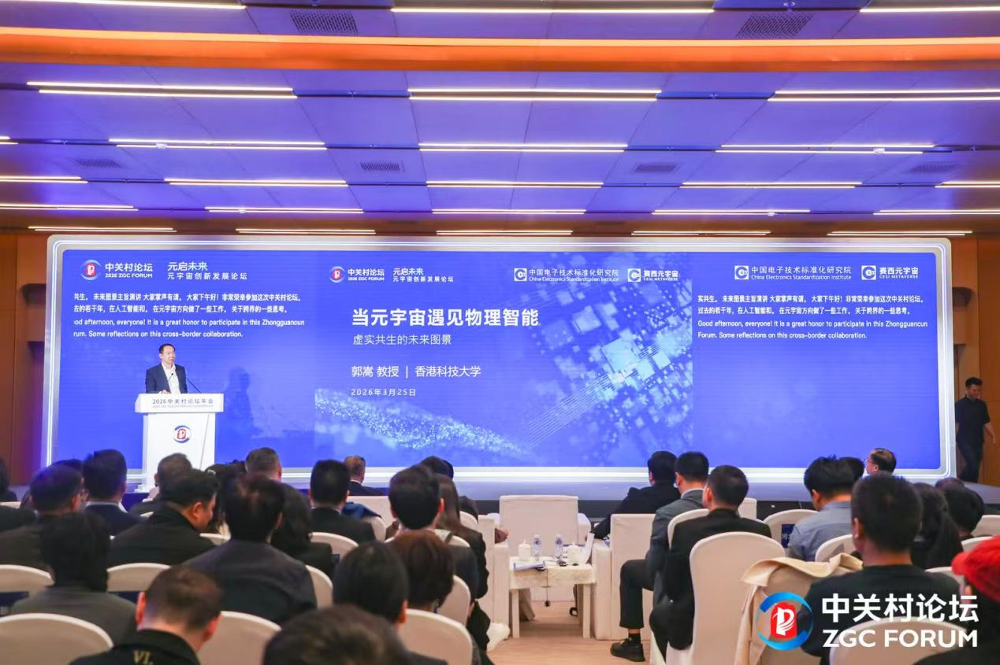 中关村论坛
2026 ZGC FORUM
元启未来
元宇宙创新发展论坛
共生。 未来图景主旨演讲 大家掌声有请。 大家下午好！非常荣幸参加这次中关村论坛。
去的若干年，在人工智能和。 在元宇宙方向做了一些工作。 关于跨界的一些思考。
od afternoon, everyone! It is a great honor to participate in this Zhongguancun
rum. Some reflections on this cross-border collaboration.
中关村论坛
2026 ZGC FORUM
元启未来
元宇宙创新发展论坛
中国电子技术标准化研究院
China Electronics Standardization Institute
赛西元宇宙
CESI METAVERSE
当元宇宙遇见物理智能
虚实共生的未来图景
郭嵩 教授 | 香港科技大学
2026年3月25日
中国电子技术标准化研究院
China Electronics Standardization Institute
赛西元宇宙
CESI METAVERSE
实共生。 未来图景主旨演讲 大家掌声有请。 大家下午好！非常荣幸参加这次中关村论坛。
过去的若干年，在人工智能和。 在元宇宙方向做了一些工作。 关于跨界的一些思考。
Good afternoon, everyone! It is a great honor to participate in this Zhongguancun
Forum. Some reflections on this cross-border collaboration.
2026中关村论坛年会
2026 ZGC FORUM ANNUAL CONFERENCE
中关村论坛
ZGC FORUM